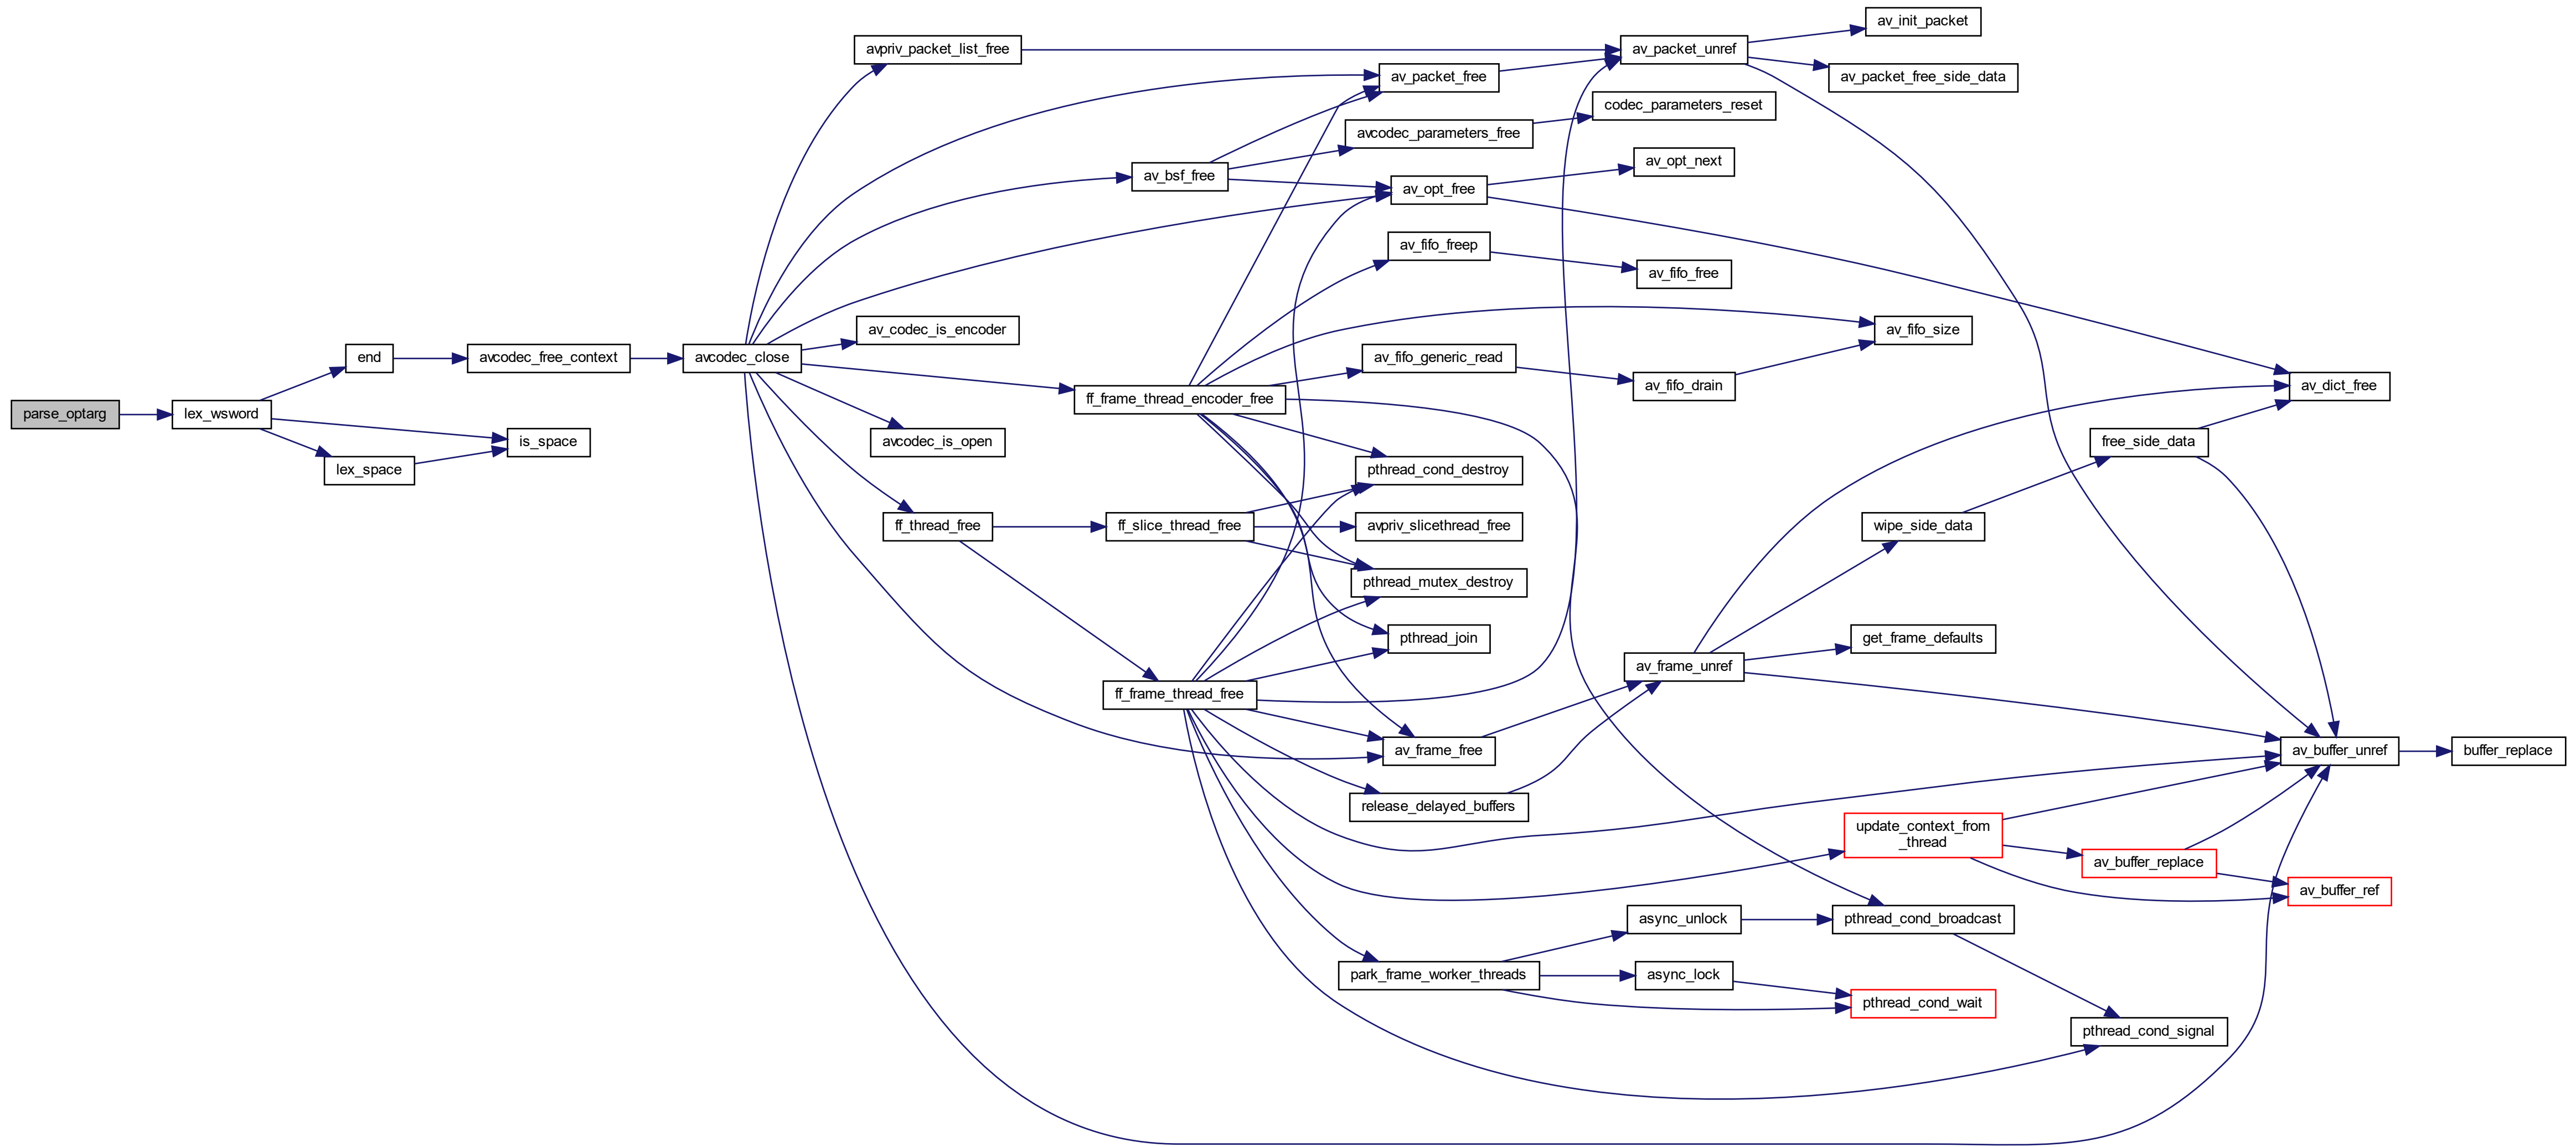 parse_optarg
lex_wsword
end
lex_space
is_space
avcodec_free_context
avcodec_close
avpriv_packet_list_free
av_codec_is_encoder
avcodec_is_open
ff_thread_free
av_bsf_free
ff_frame_thread_encoder_free
ff_slice_thread_free
ff_frame_thread_free
av_packet_free
avcodec_parameters_free
av_opt_free
av_fifo_freep
av_fifo_generic_read
pthread_cond_destroy
avpriv_slicethread_free
pthread_mutex_destroy
pthread_join
av_frame_free
release_delayed_buffers
park_frame_worker_threads
av_packet_unref
codec_parameters_reset
av_opt_next
av_fifo_free
av_fifo_drain
av_frame_unref
async_unlock
async_lock
av_init_packet
av_packet_free_side_data
av_fifo_size
wipe_side_data
get_frame_defaults
update_context_from
_thread
pthread_cond_broadcast
pthread_cond_wait
av_dict_free
free_side_data
av_buffer_unref
av_buffer_replace
av_buffer_ref
pthread_cond_signal
buffer_replace